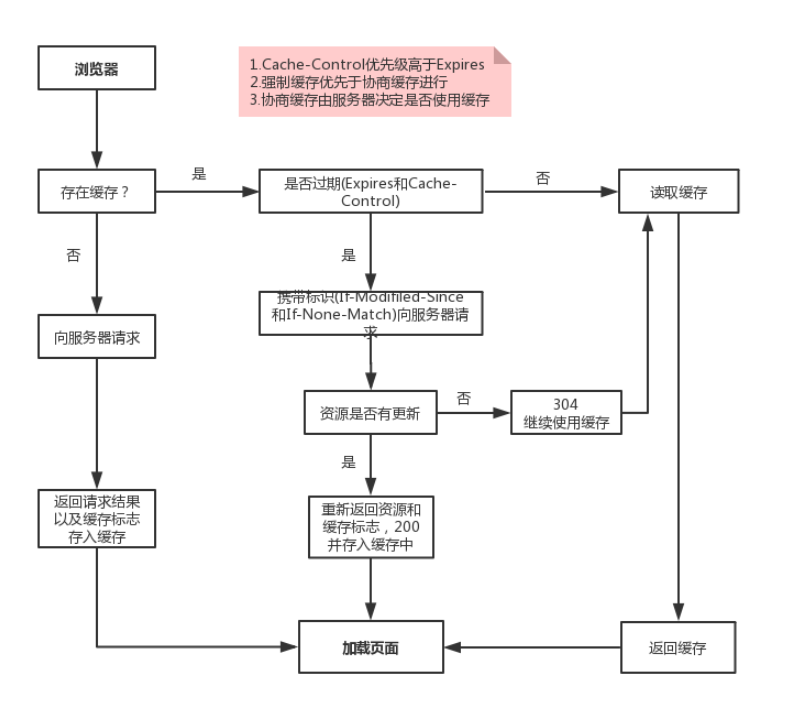 浏览器
1.Cache-Control优先级高于Expires
2.强制缓存优先于协商缓存进行
3.协商缓存由服务器决定是否使用缓存
存在缓存？
是
是否过期(Expires和Cache-
Control)
否
读取缓存
否
是
携带标识(If-Modifiled-Since
和If-None-Match)向服务器请
求
向服务器请求
资源是否有更新
否
304
继续使用缓存
是
返回请求结果
以及缓存标志
存入缓存
重新返回资源和
缓存标志，200
并存入缓存中
加载页面
返回缓存